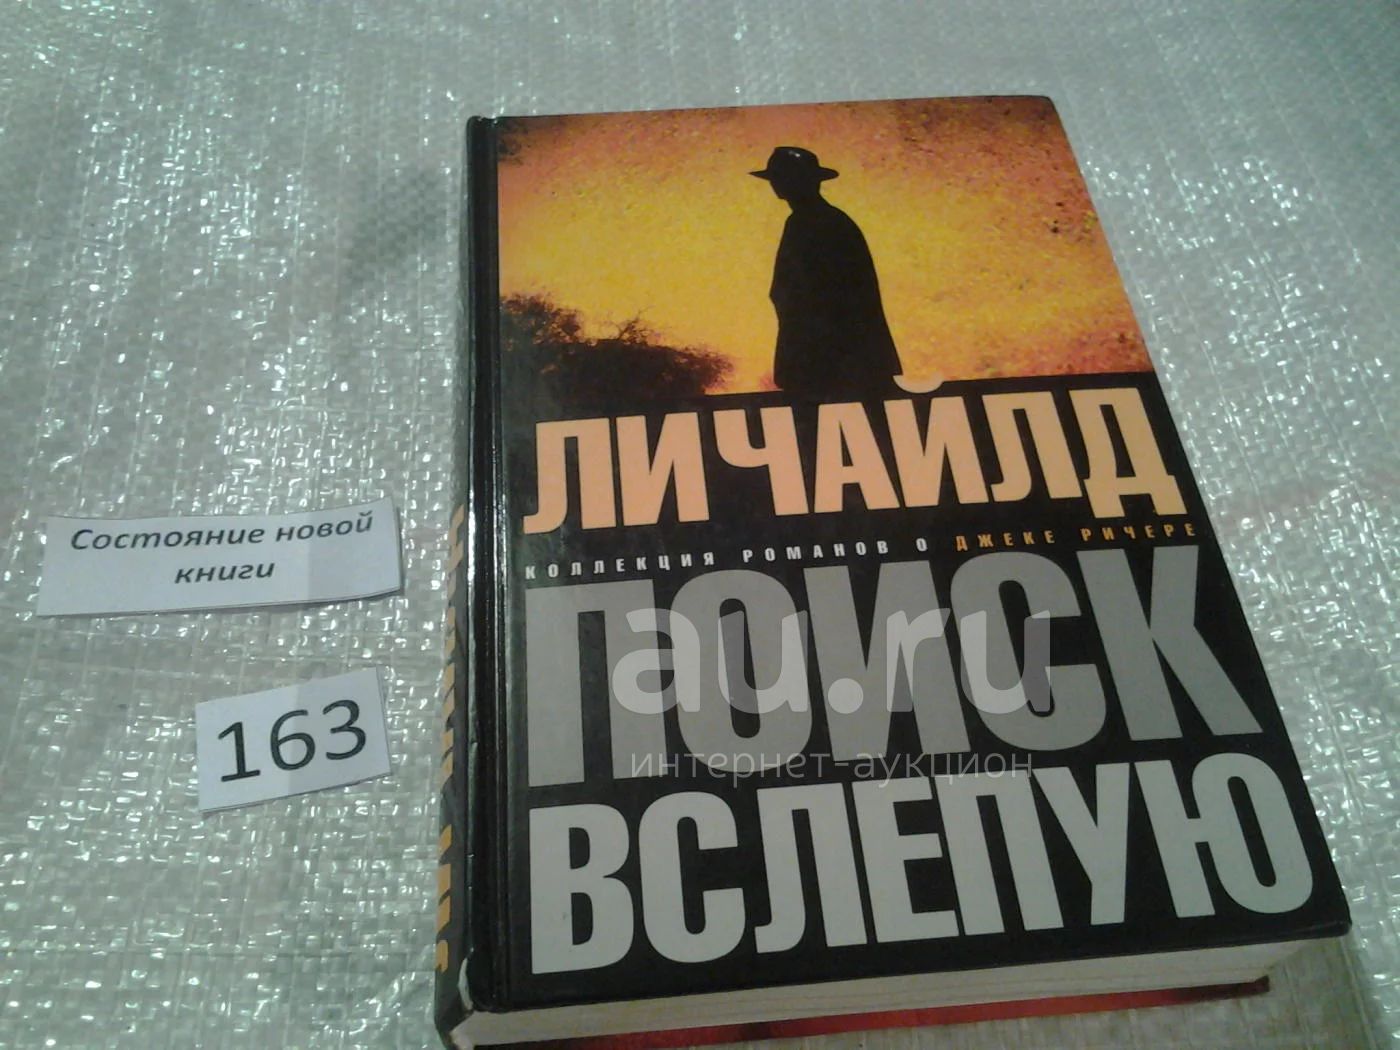 ЛИ ЧАЙЛД
КОЛЛЕКЦИЯ РОМАНОВ О ДЖЕКЕ РИЧЕРЕ
ПОИСК
ВСЛЕПУЮ
Состояние новой
книги
163
au.ru
интернет-аукцион